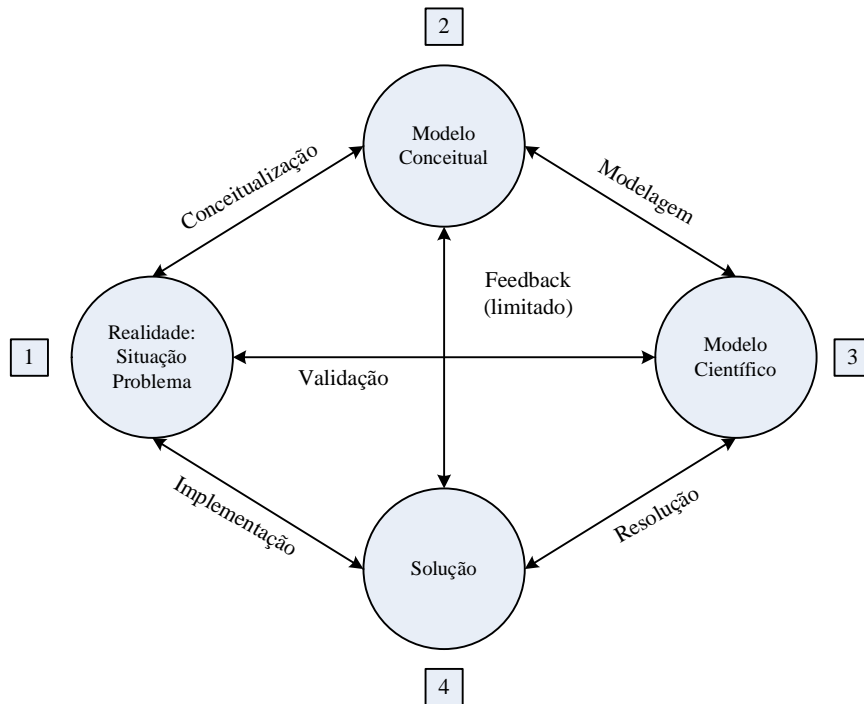 2
Modelo
Conceitual
Conceitualização
Modelagem
Feedback
(limitado)
1
Realidade:
Situação
Problema
Validação
Modelo
Científico
3
Implementação
Resolução
Solução
4